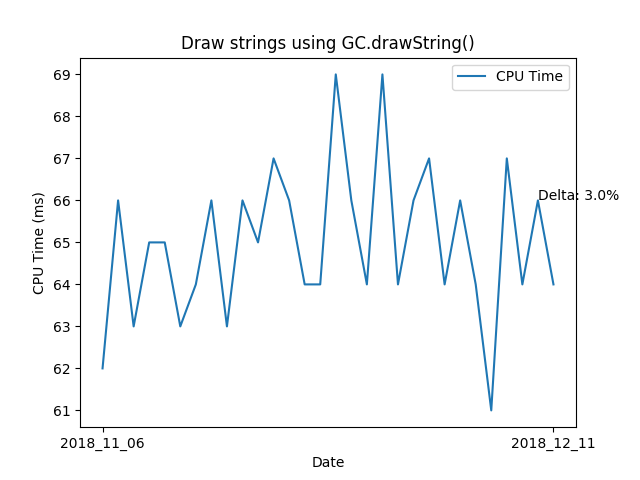 Draw strings using GC.drawString()
CPU Time
69
68
67
66
65
64
63
62
61
CPU Time (ms)
Delta: 3.0%
2018_11_06
2018_12_11
Date